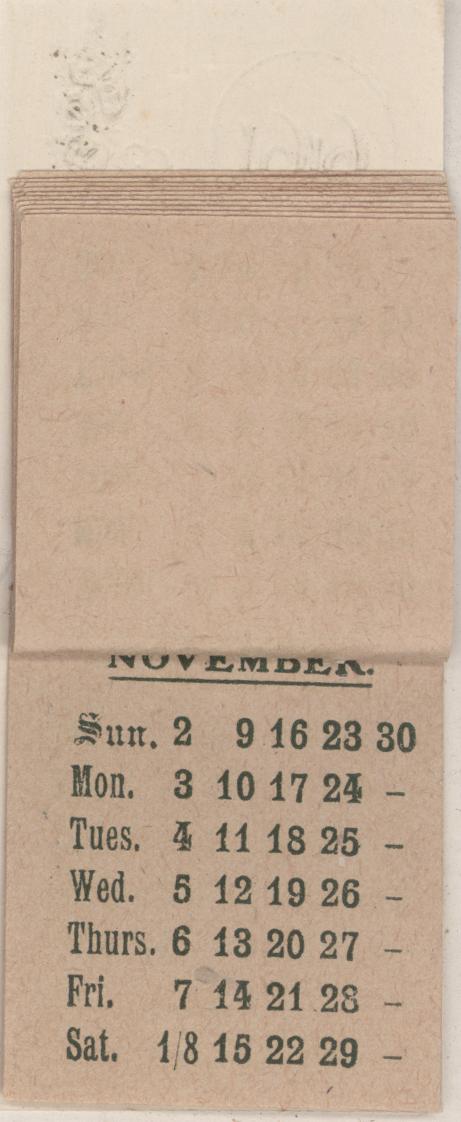 NOVEMBER.
Sun. 2 9 16 23 30
Mon. 3 10 17 24 –
Tues. 4 11 18 25 –
Wed. 5 12 19 26 –
Thurs. 6 13 20 27 –
Fri. 7 14 21 28 –
Sat. 1/8 15 22 29 –